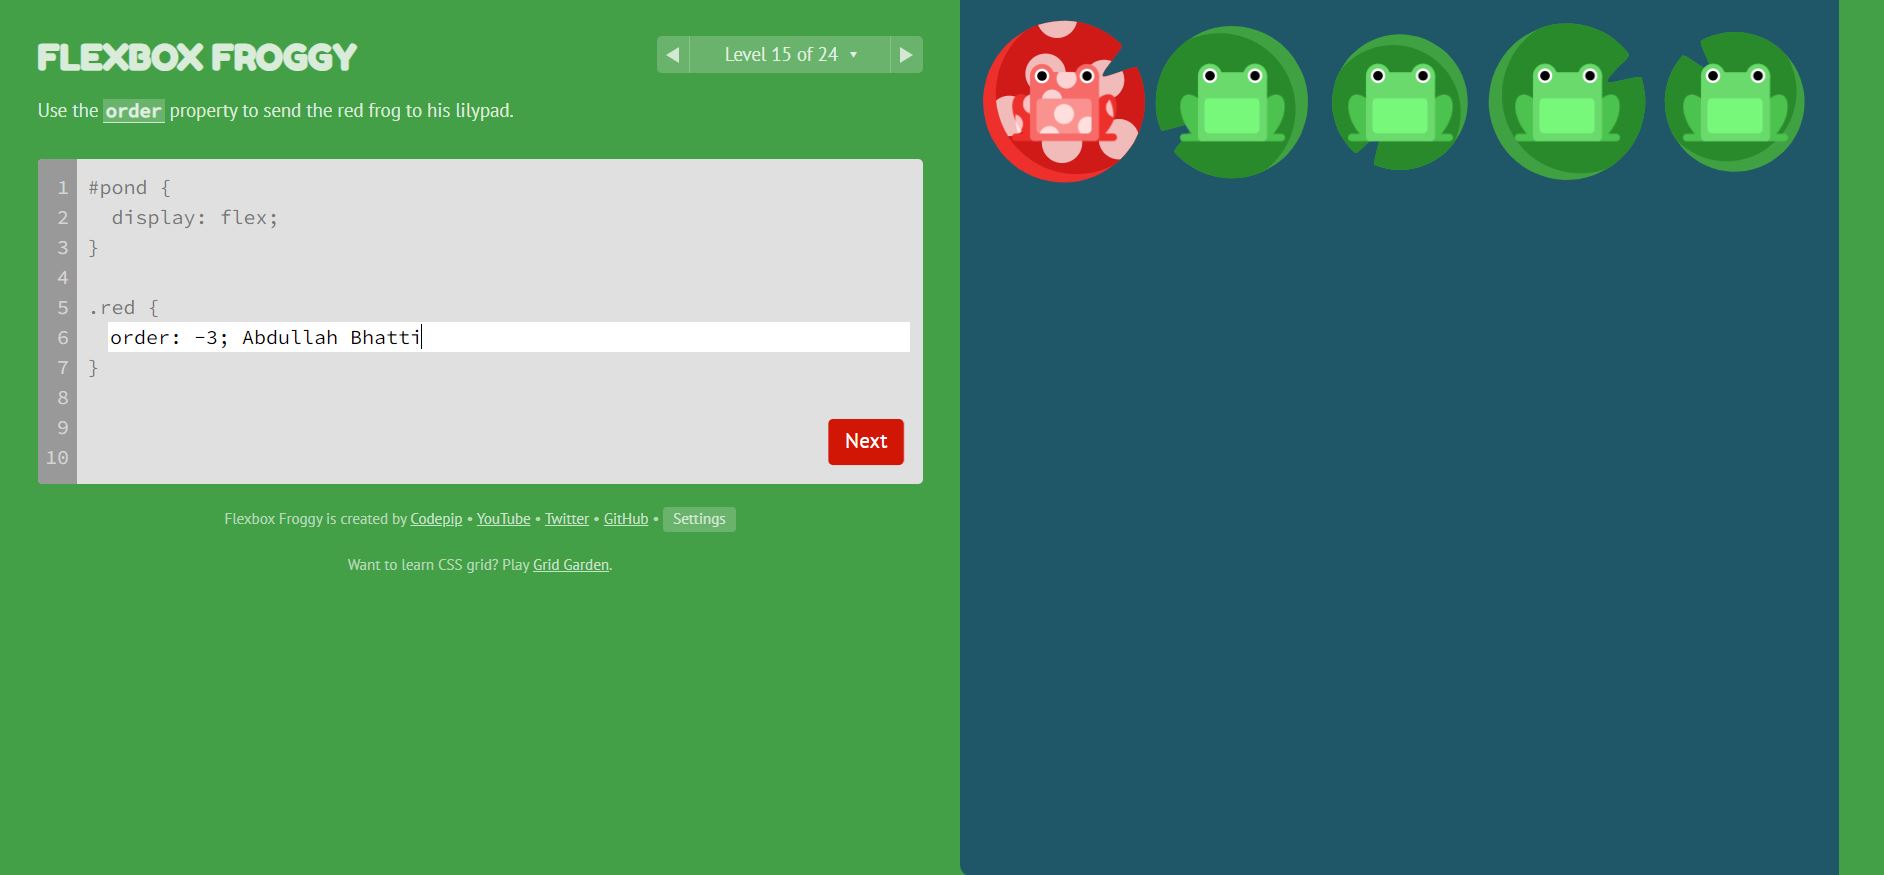 FLEXBOX FROGGY
◀ Level 15 of 24 ▾ ▶
Use the order property to send the red frog to his lilypad.
1 #pond {
2   display: flex;
3 }
4
5 .red {
6   order: -3; Abdullah Bhatti
7 }
8
9
10
Next
Flexbox Froggy is created by Codepip • YouTube • Twitter • GitHub • Settings
Want to learn CSS grid? Play Grid Garden.